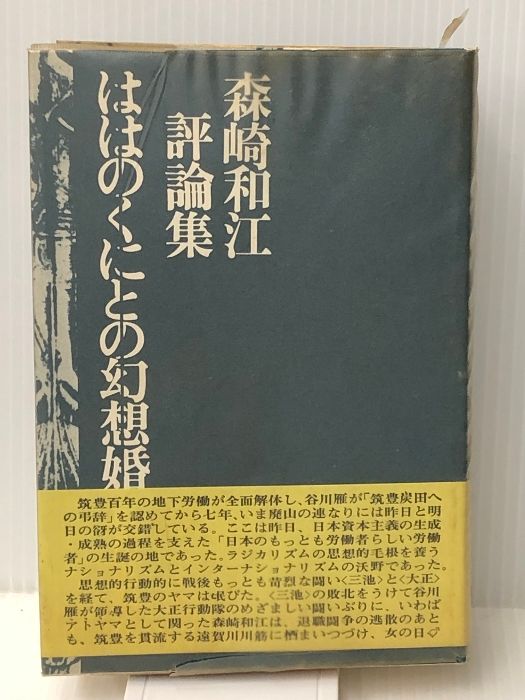 森崎和江
評論集
ははのくにとの幻想婚
筑豊百年の地下労働が全面解体し、谷川雁が「筑豊炭田へ
の弔辞」を認めてから七年、いま廃山の連なりには昨日と明
日の谺が交錯している。ここは昨日、日本資本主義の生成
・成熟の過程を支えた「日本のもっとも労働者らしい労働
者」の生誕の地であった。ラジカリズムの思想的毛根を養う
ナショナリズムとインターナショナリズムの沃野であった。
思想的行動的に戦後もっとも苛烈な闘い〈三池〉と〈大正〉
を経て、筑豊のヤマは氓びた。〈三池〉の敗北をうけて谷川
雁が領導した大正行動隊のめざましい闘いぶりに、いわば
アトヤマとして関った森崎和江は、退職闘争の逃散のあと
も、筑豊を貫流する遠賀川川筋に棲まいつづけ、女の日